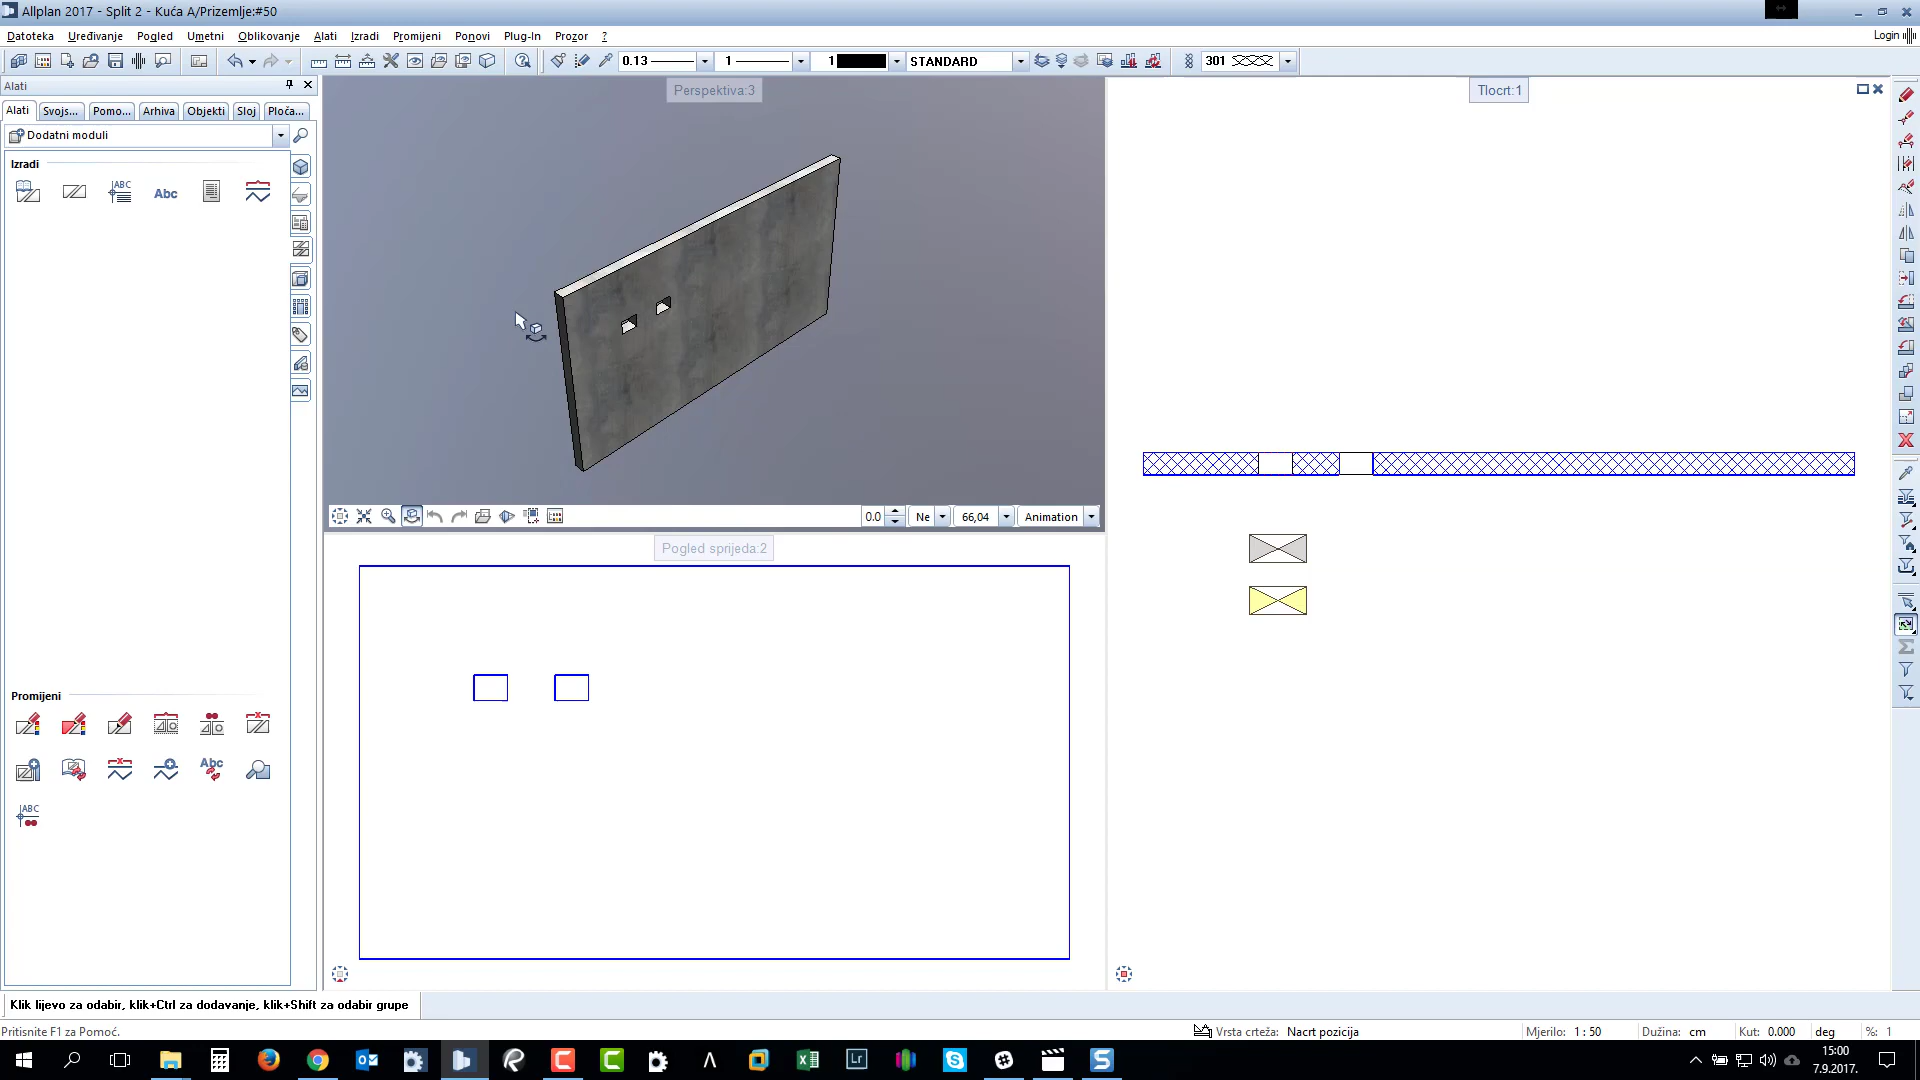 Allplan 2017 - Split 2 - Kuća A/Prizemlje:#50
Datoteka Uređivanje Pogled Umetni Oblikovanje Alati Izradi Promijeni Ponovi Plug-In Prozor ?
Login
0.13 1 1 STANDARD 301
Alati
Alati Svojs... Pomo... Arhiva Objekti Sloj Ploča...
Dodatni moduli
Izradi
ABC Abc
Promijeni
Abc
ABC
Perspektiva:3
0.0 Ne 66,04 Animation
Pogled sprijeda:2
Tlocrt:1
Klik lijevo za odabir, klik+Ctrl za dodavanje, klik+Shift za odabir grupe
Pritisnite F1 za Pomoć.
Vrsta crteža: Nacrt pozicija Mjerilo: 1 : 50 Dužina: cm Kut: 0.000 deg %: 1
Lr
15:00
7.9.2017.